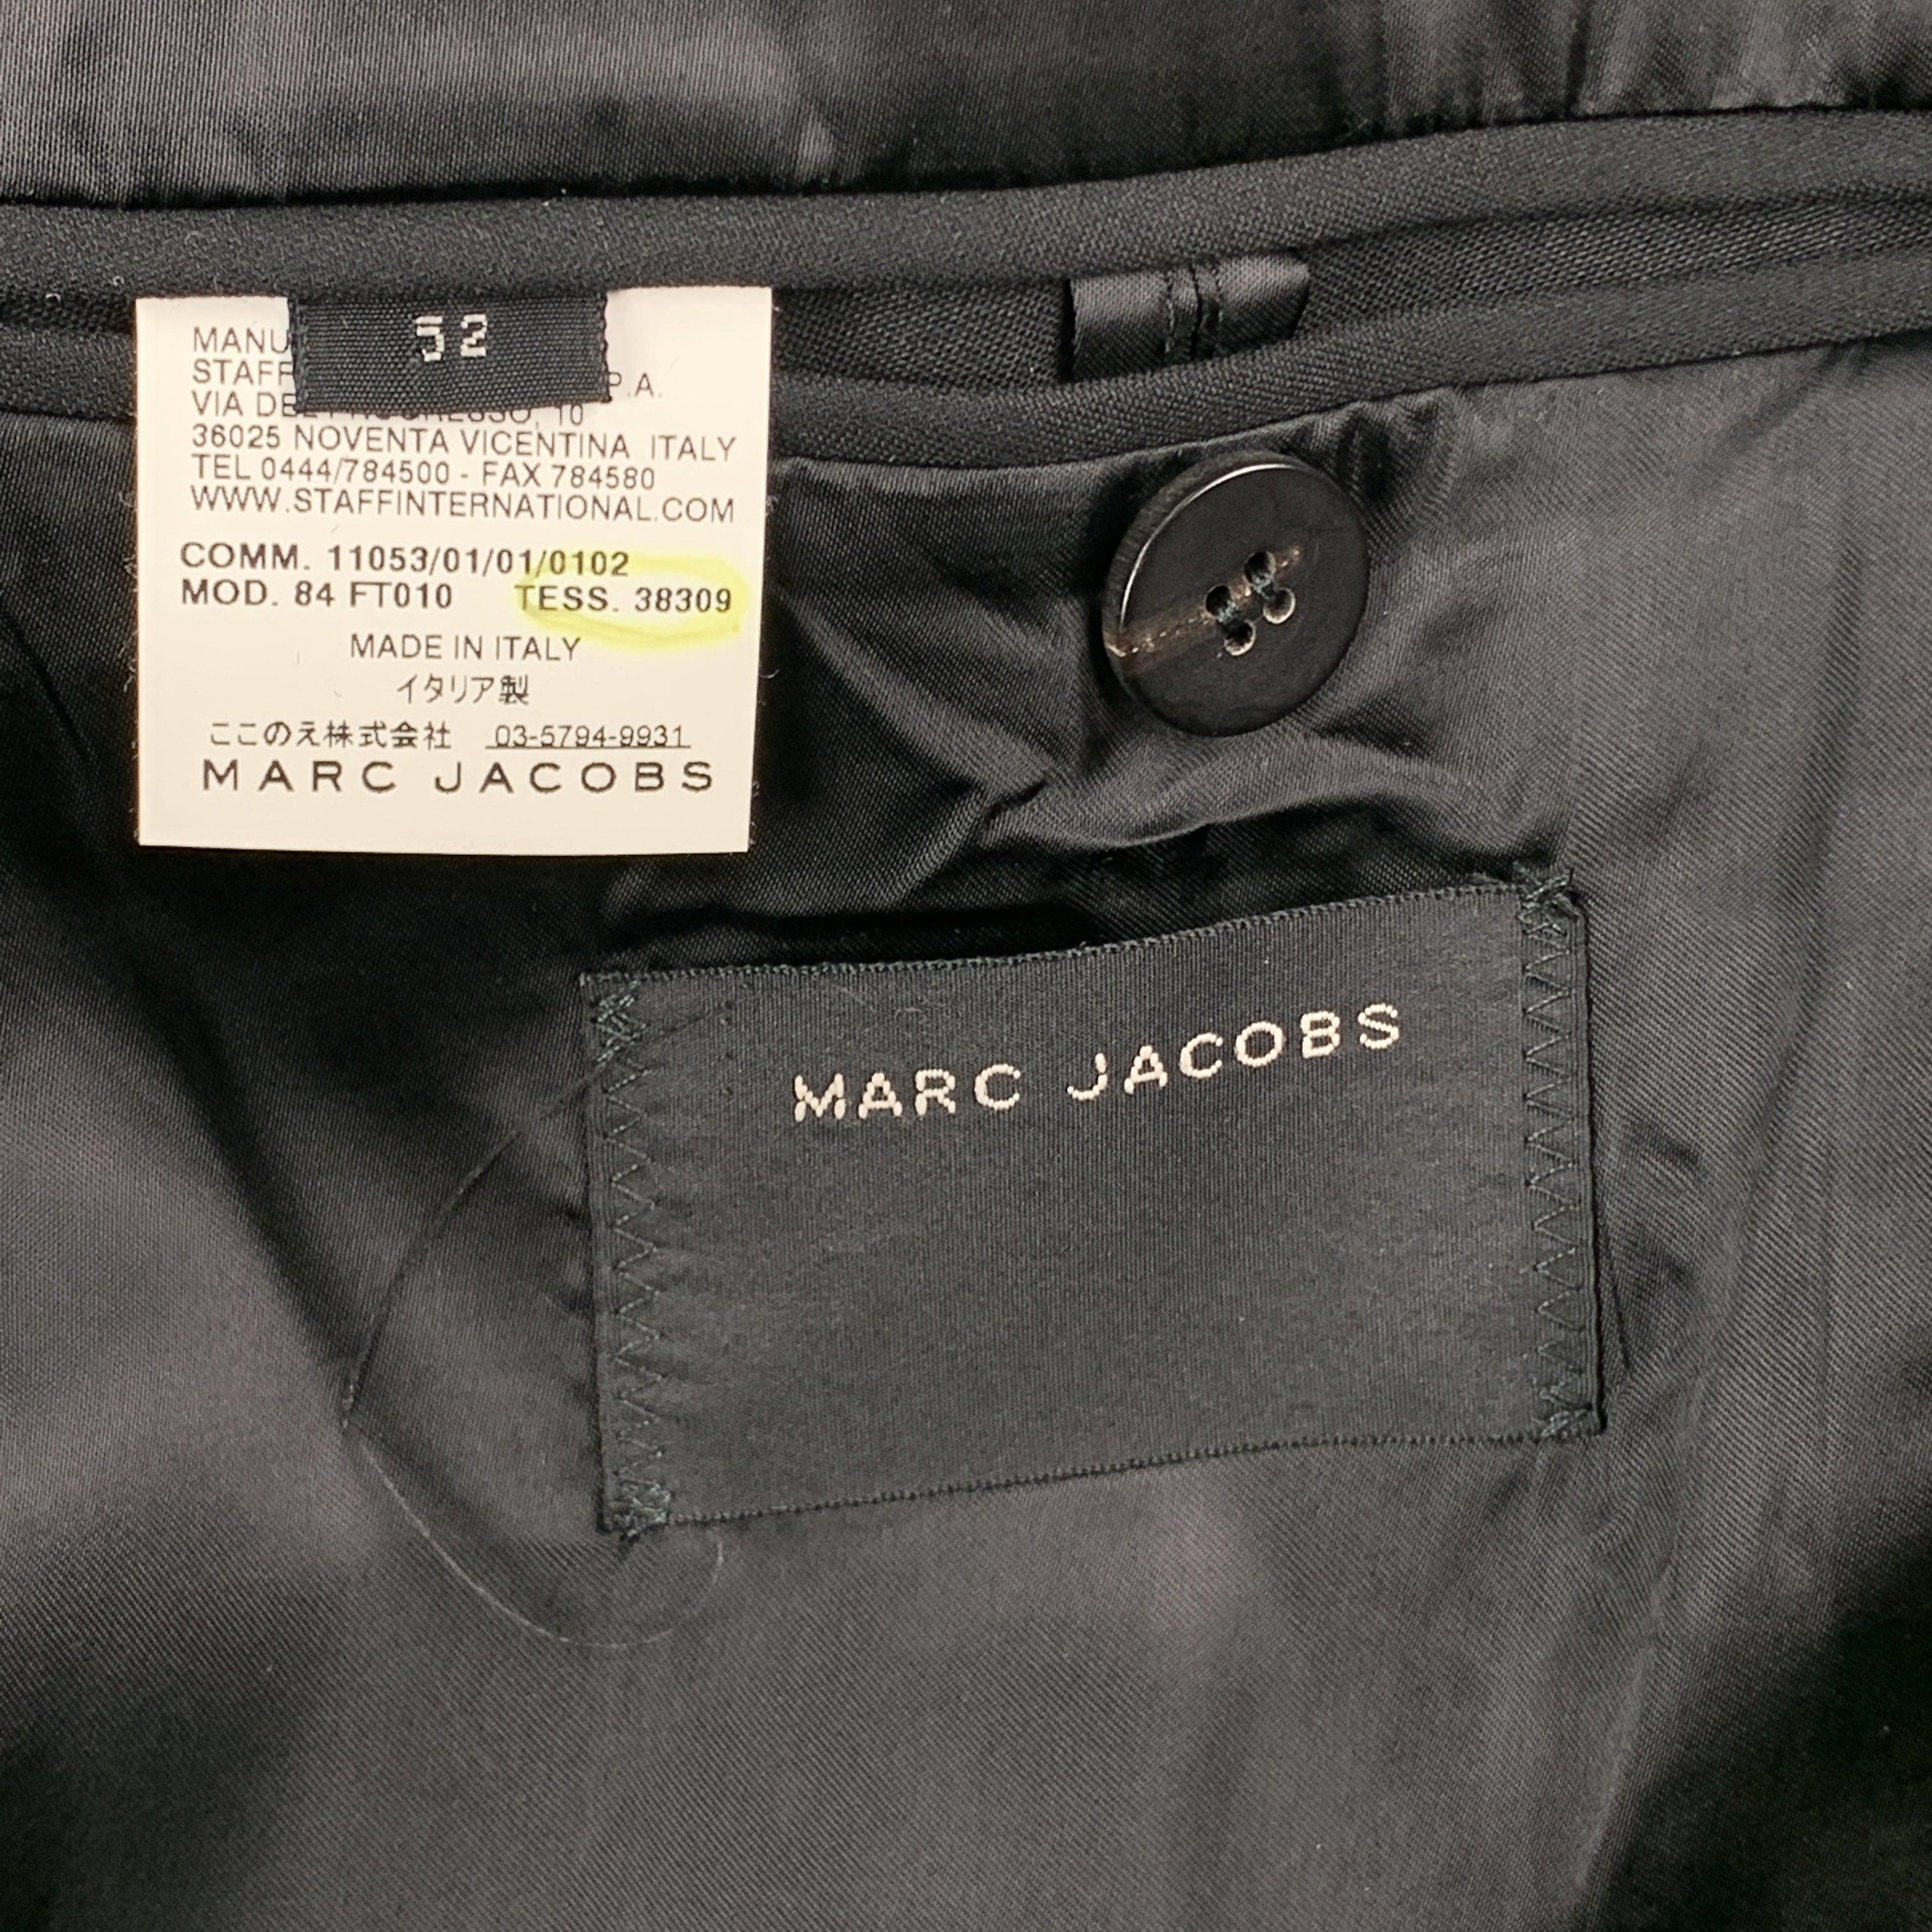 52
STAFF P.A.
VIA 10
36025 NOVENTA VICENTINA ITALY
TEL 0444/784500 - FAX 784580
WWW.STAFFINTERNATIONAL.COM
COMM. 11053/01/01/0102
MOD. 84 FT010 TESS. 38309
MADE IN ITALY
イタリア製
ここのえ株式会社 03-5794-9931
MARC JACOBS
MARC JACOBS